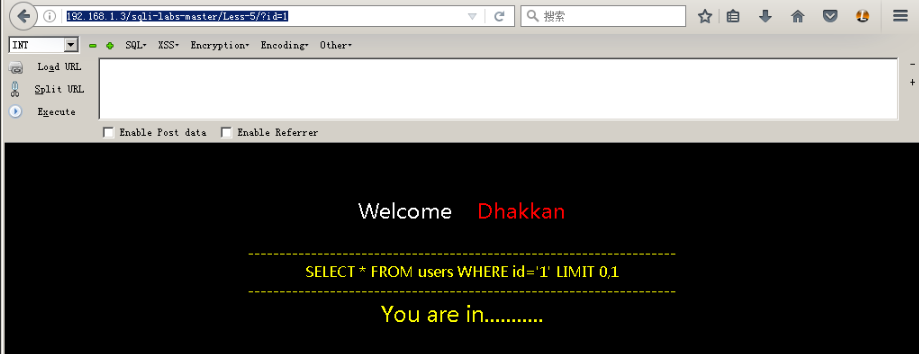 192.168.1.3/sqli-labs-master/Less-5/?id=1
搜索
INT SQL XSS Encryption Encoding Other
Load URL
Split URL
Execute
Enable Post data Enable Referrer
Welcome Dhakkan
SELECT * FROM users WHERE id='1' LIMIT 0,1
You are in...........